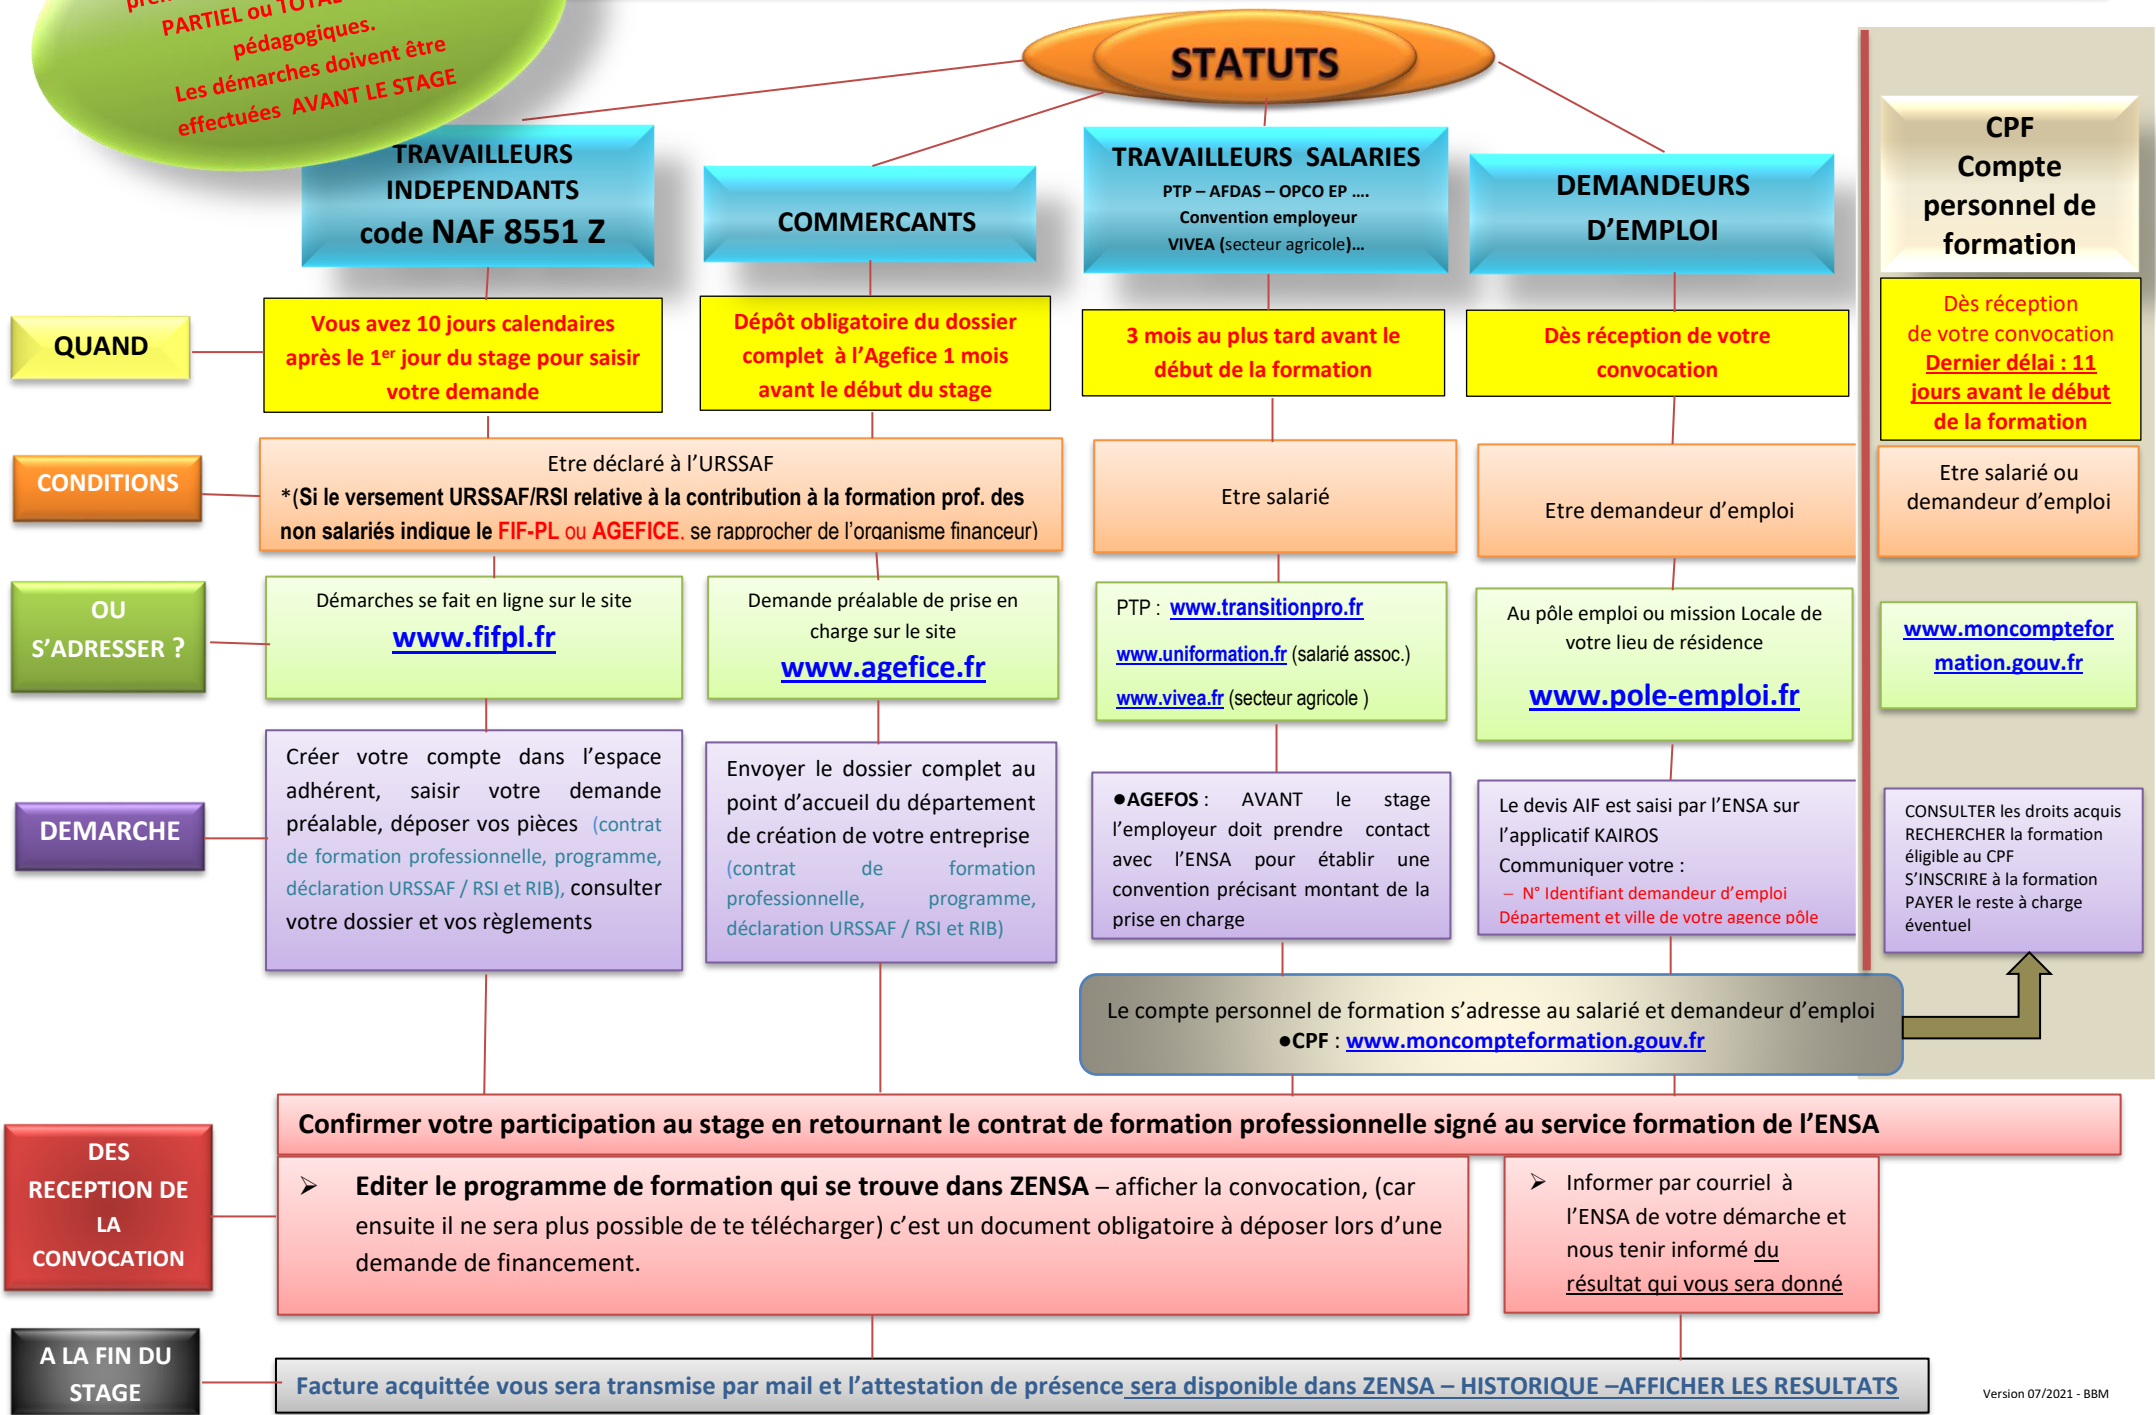 PARTIEL ou TOTAL
pédagogiques.
Les démarches doivent être
effectuées AVANT LE STAGE
STATUTS
TRAVAILLEURS
INDEPENDANTS
code NAF 8551 Z
COMMERCANTS
TRAVAILLEURS SALARIES
PTP – AFDAS – OPCO EP ....
Convention employeur
VIVEA (secteur agricole)...
DEMANDEURS
D’EMPLOI
CPF
Compte
personnel de
formation
QUAND
Vous avez 10 jours calendaires
après le 1er jour du stage pour saisir
votre demande
Dépôt obligatoire du dossier
complet à l’Agefice 1 mois
avant le début du stage
3 mois au plus tard avant le
début de la formation
Dès réception de votre
convocation
Dès réception
de votre convocation
Dernier délai : 11
jours avant le début
de la formation
CONDITIONS
Etre déclaré à l’URSSAF
*(Si le versement URSSAF/RSI relative à la contribution à la formation prof. des
non salariés indique le FIF-PL ou AGEFICE, se rapprocher de l’organisme financeur)
Etre salarié
Etre demandeur d’emploi
Etre salarié ou
demandeur d’emploi
OU
S’ADRESSER ?
Démarches se fait en ligne sur le site
www.fifpl.fr
Demande préalable de prise en
charge sur le site
www.agefice.fr
PTP : www.transitionpro.fr
www.uniformation.fr (salarié assoc.)
www.vivea.fr (secteur agricole )
Au pôle emploi ou mission Locale de
votre lieu de résidence
www.pole-emploi.fr
www.moncomptefor
mation.gouv.fr
DEMARCHE
Créer votre compte dans l’espace
adhérent, saisir votre demande
préalable, déposer vos pièces (contrat
de formation professionnelle, programme,
déclaration URSSAF / RSI et RIB), consulter
votre dossier et vos règlements
Envoyer le dossier complet au
point d’accueil du département
de création de votre entreprise
(contrat de formation
professionnelle, programme,
déclaration URSSAF / RSI et RIB)
●AGEFOS : AVANT le stage
l’employeur doit prendre contact
avec l’ENSA pour établir une
convention précisant montant de la
prise en charge
Le devis AIF est saisi par l’ENSA sur
l’applicatif KAIROS
Communiquer votre :
– N° Identifiant demandeur d’emploi
Département et ville de votre agence pôle
CONSULTER les droits acquis
RECHERCHER la formation
éligible au CPF
S’INSCRIRE à la formation
PAYER le reste à charge
éventuel
Le compte personnel de formation s’adresse au salarié et demandeur d’emploi
●CPF : www.moncompteformation.gouv.fr
DES
RECEPTION DE
LA
CONVOCATION
Confirmer votre participation au stage en retournant le contrat de formation professionnelle signé au service formation de l’ENSA
➢ Editer le programme de formation qui se trouve dans ZENSA – afficher la convocation, (car
ensuite il ne sera plus possible de te télécharger) c’est un document obligatoire à déposer lors d’une
demande de financement.
➢ Informer par courriel à
l’ENSA de votre démarche et
nous tenir informé du
résultat qui vous sera donné
A LA FIN DU
STAGE
Facture acquittée vous sera transmise par mail et l’attestation de présence sera disponible dans ZENSA – HISTORIQUE –AFFICHER LES RESULTATS
Version 07/2021 - BBM